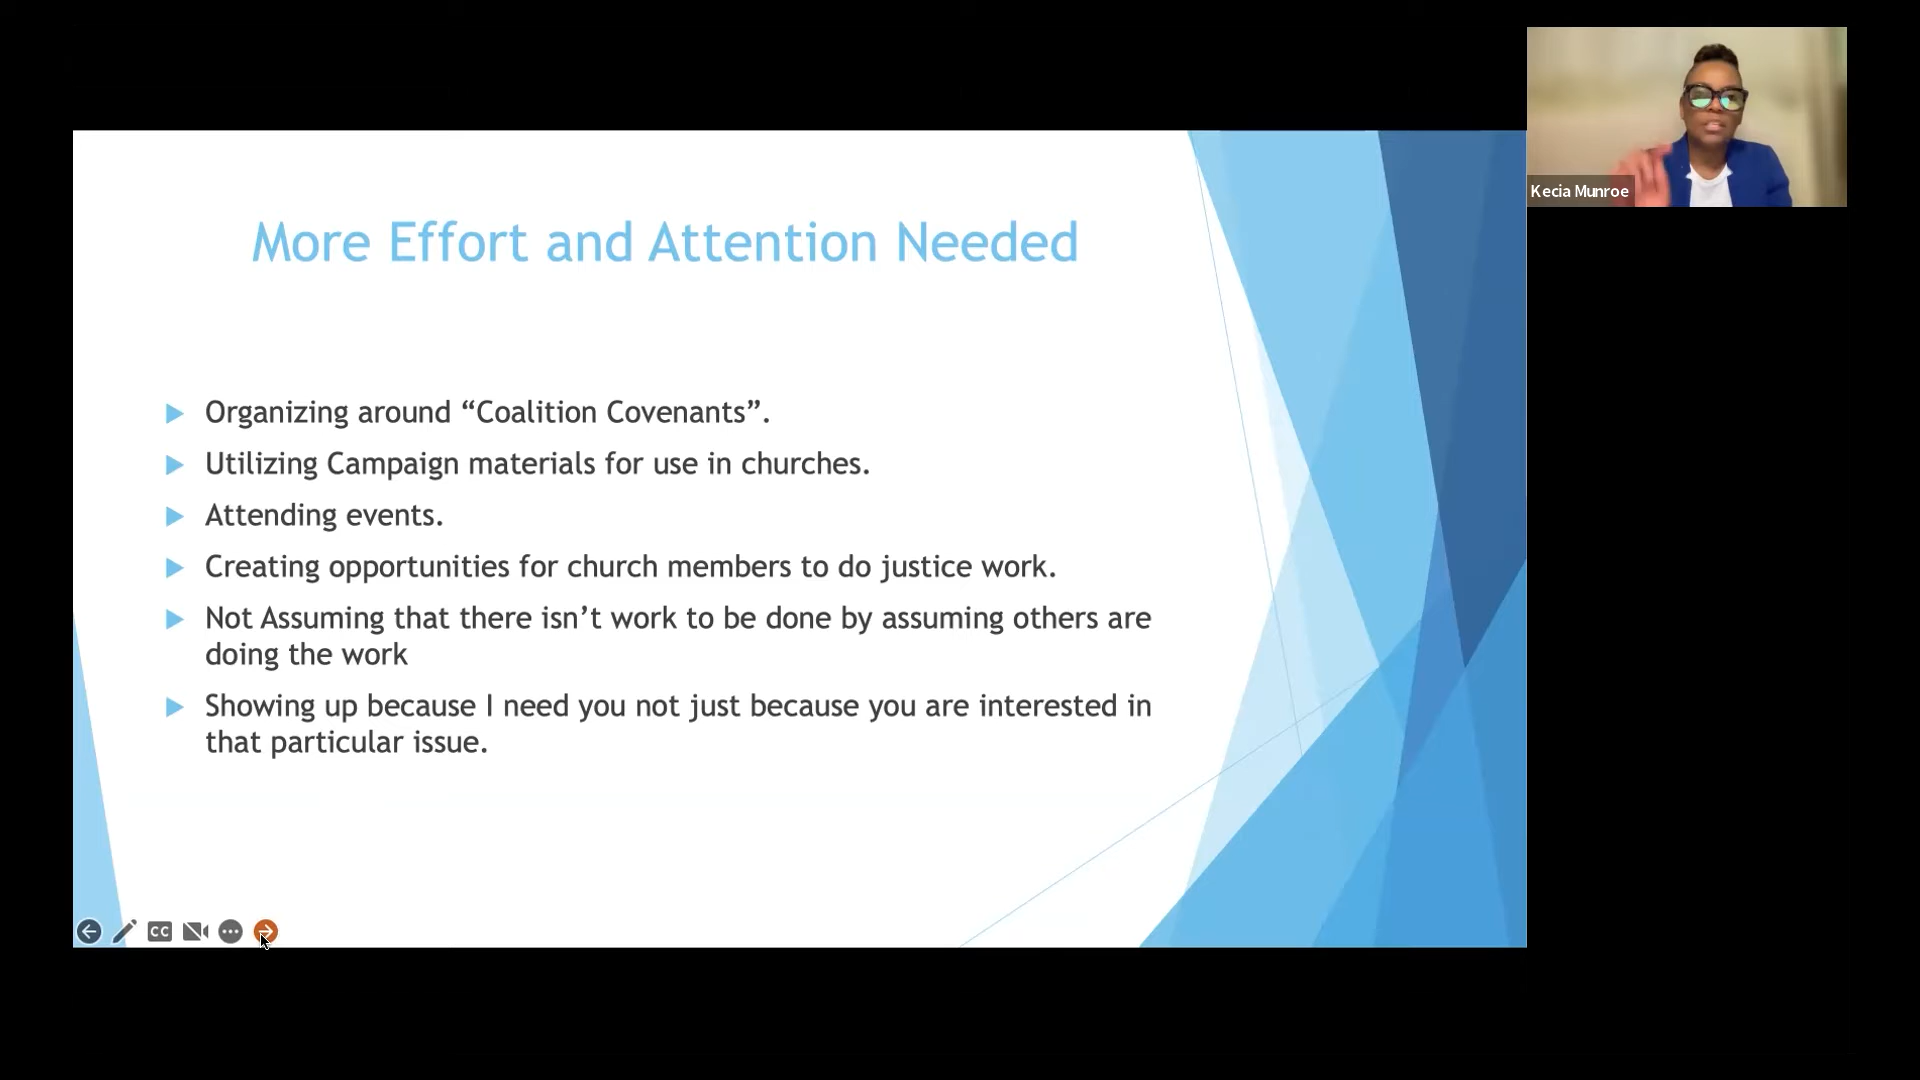 Kecia Munroe
More Effort and Attention Needed
Organizing around “Coalition Covenants”.
Utilizing Campaign materials for use in churches.
Attending events.
Creating opportunities for church members to do justice work.
Not Assuming that there isn’t work to be done by assuming others are
doing the work
Showing up because I need you not just because you are interested in
that particular issue.
CC